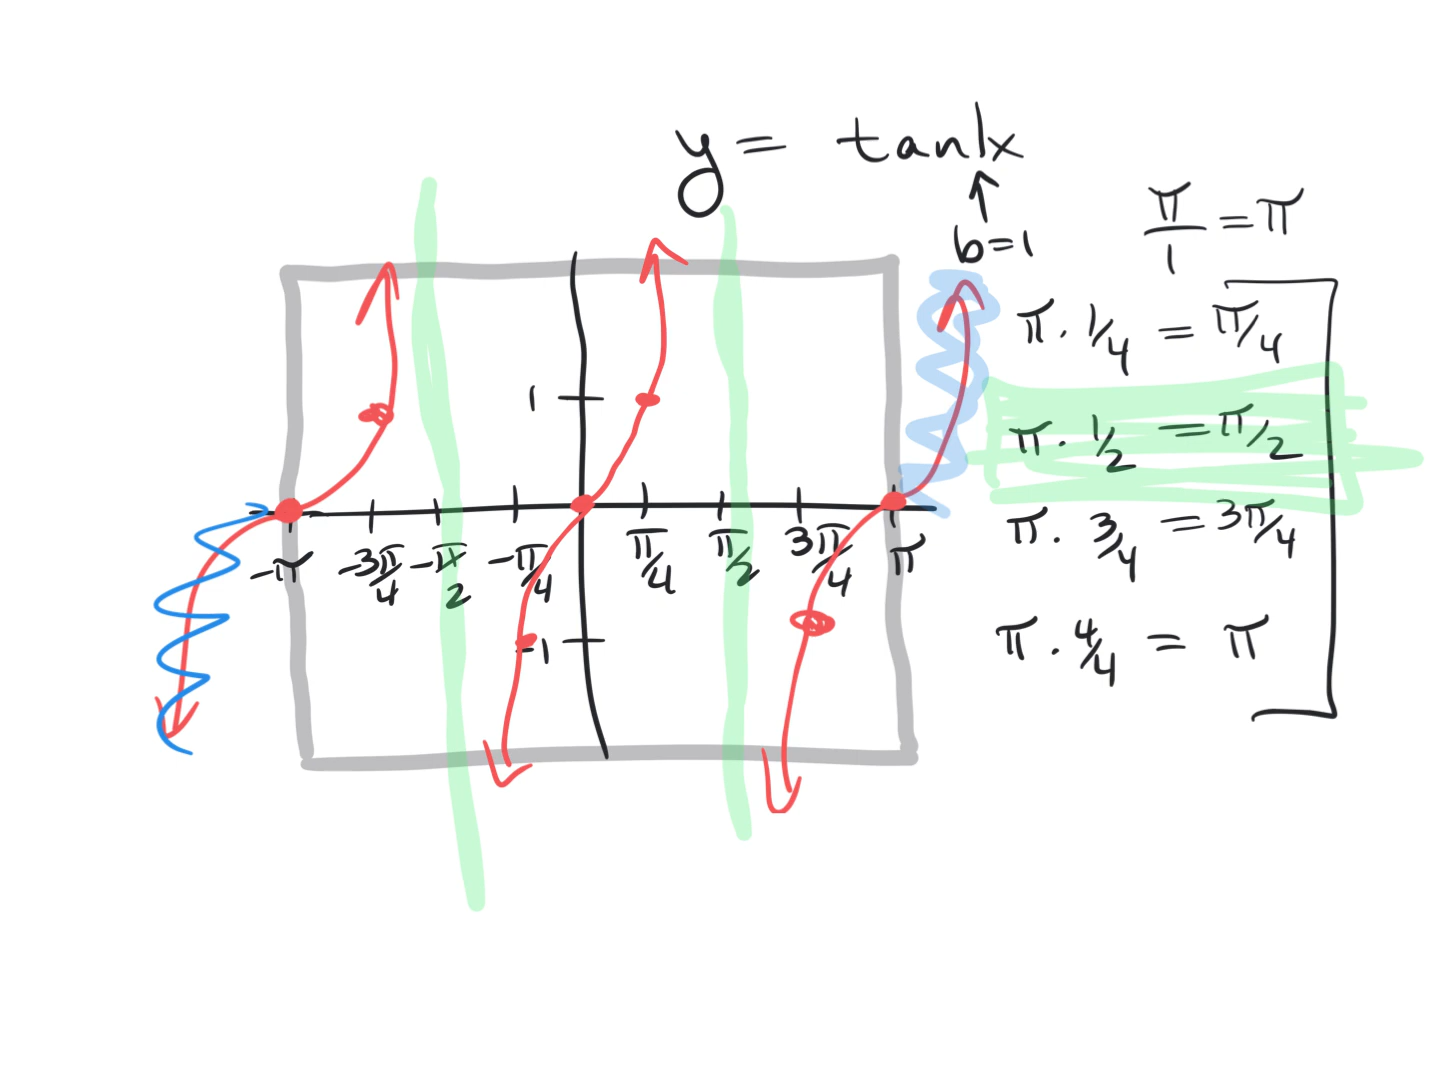 y = tan1x
b=1
π/1 = π
π · 1/4 = π/4
π · 1/2 = π/2
π · 3/4 = 3π/4
π · 4/4 = π
1
-π -3π/4 -π/2 -π/4 π/4 π/2 3π/4 π
-1